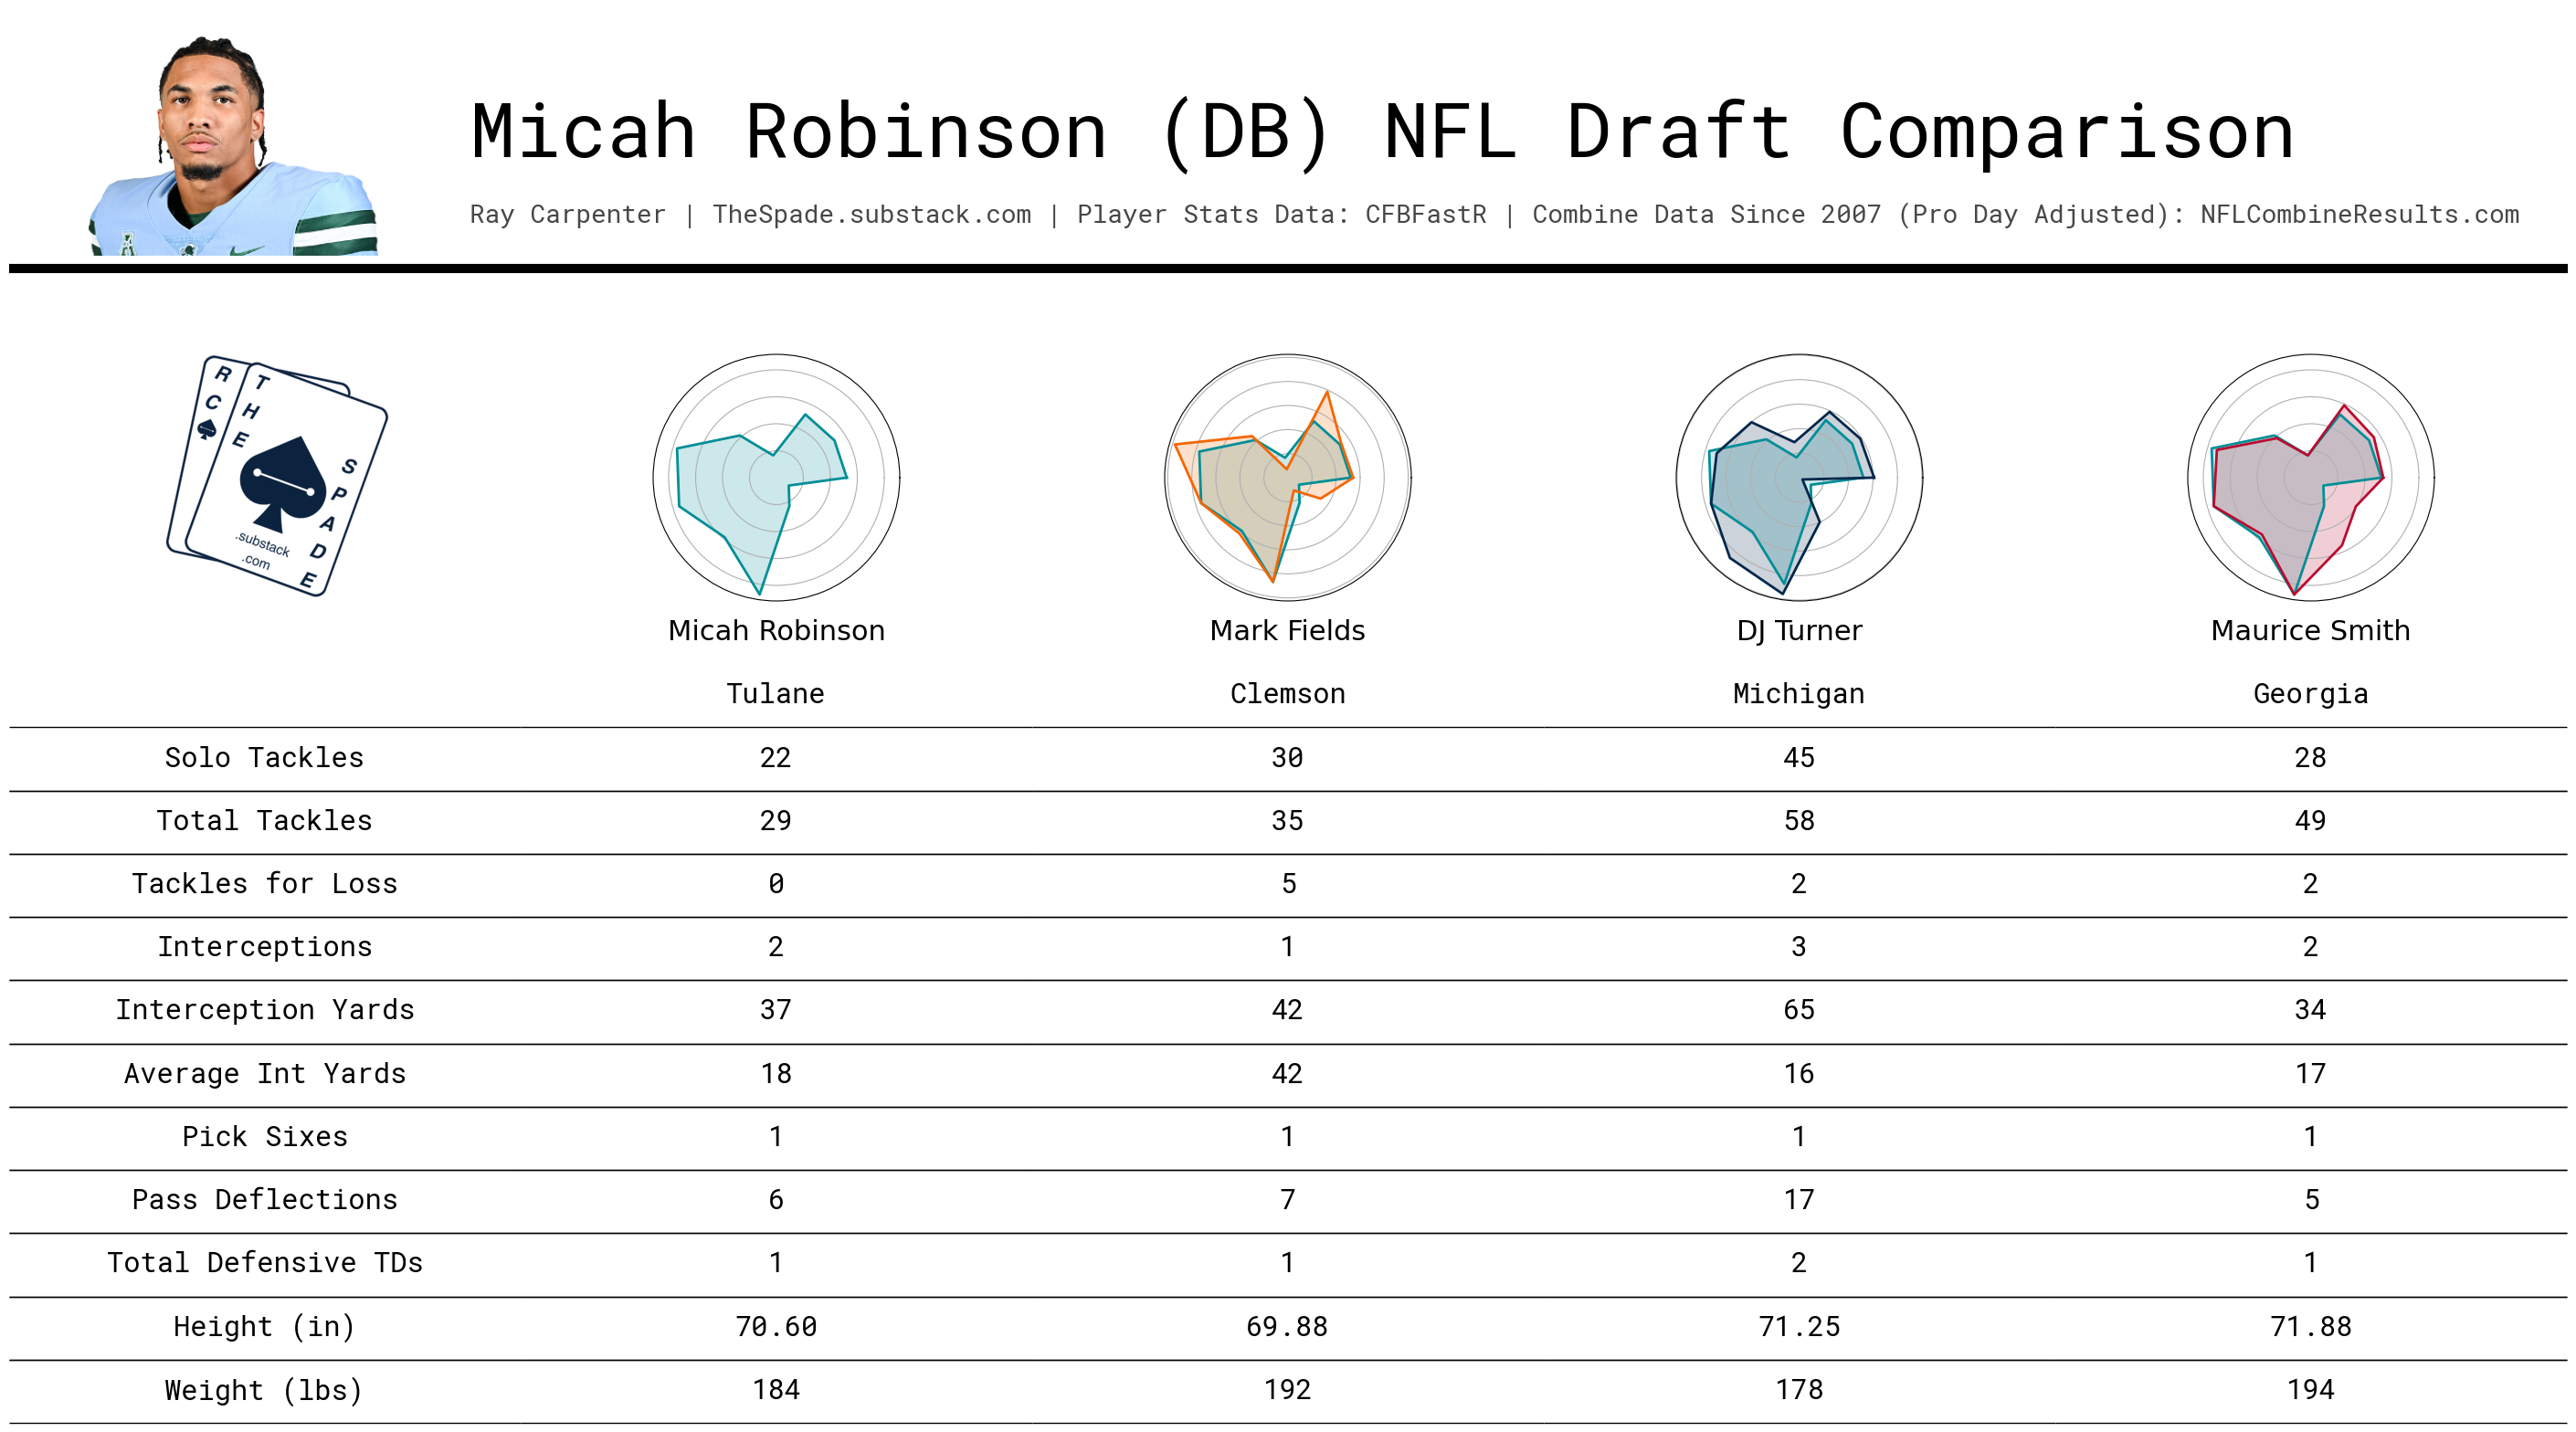 Micah Robinson (DB) NFL Draft Comparison
Ray Carpenter | TheSpade.substack.com | Player Stats Data: CFBFastR | Combine Data Since 2007 (Pro Day Adjusted): NFLCombineResults.com
RC
THE
SPADE
.substack
.com
Micah Robinson Mark Fields DJ Turner Maurice Smith
Tulane Clemson Michigan Georgia
Solo Tackles 22 30 45 28
Total Tackles 29 35 58 49
Tackles for Loss 0 5 2 2
Interceptions 2 1 3 2
Interception Yards 37 42 65 34
Average Int Yards 18 42 16 17
Pick Sixes 1 1 1 1
Pass Deflections 6 7 17 5
Total Defensive TDs 1 1 2 1
Height (in) 70.60 69.88 71.25 71.88
Weight (lbs) 184 192 178 194